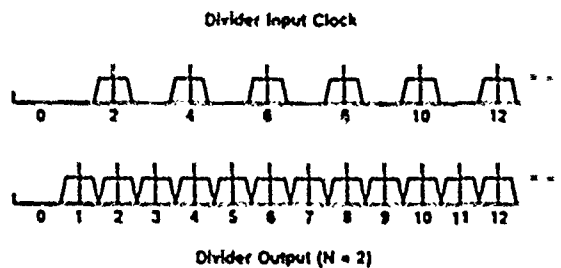 Divider Input Clock
0 2 4 6 8 10 12
0 1 2 3 4 5 6 7 8 9 10 11 12
Divider Output (N = 2)